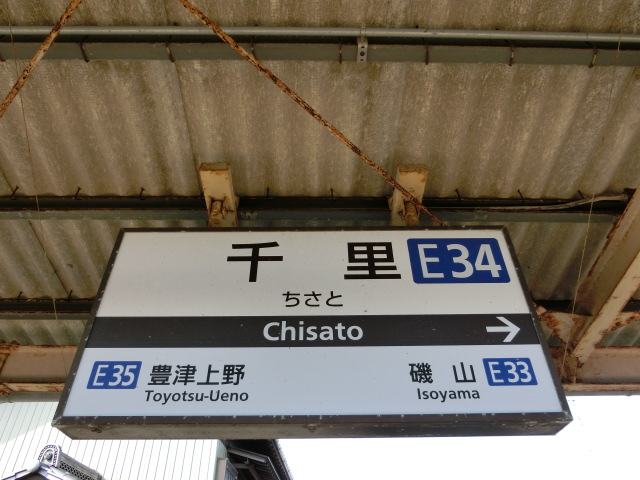 千里 E34
ちさと
Chisato →
E35 豊津上野
Toyotsu-Ueno
磯山 E33
Isoyama